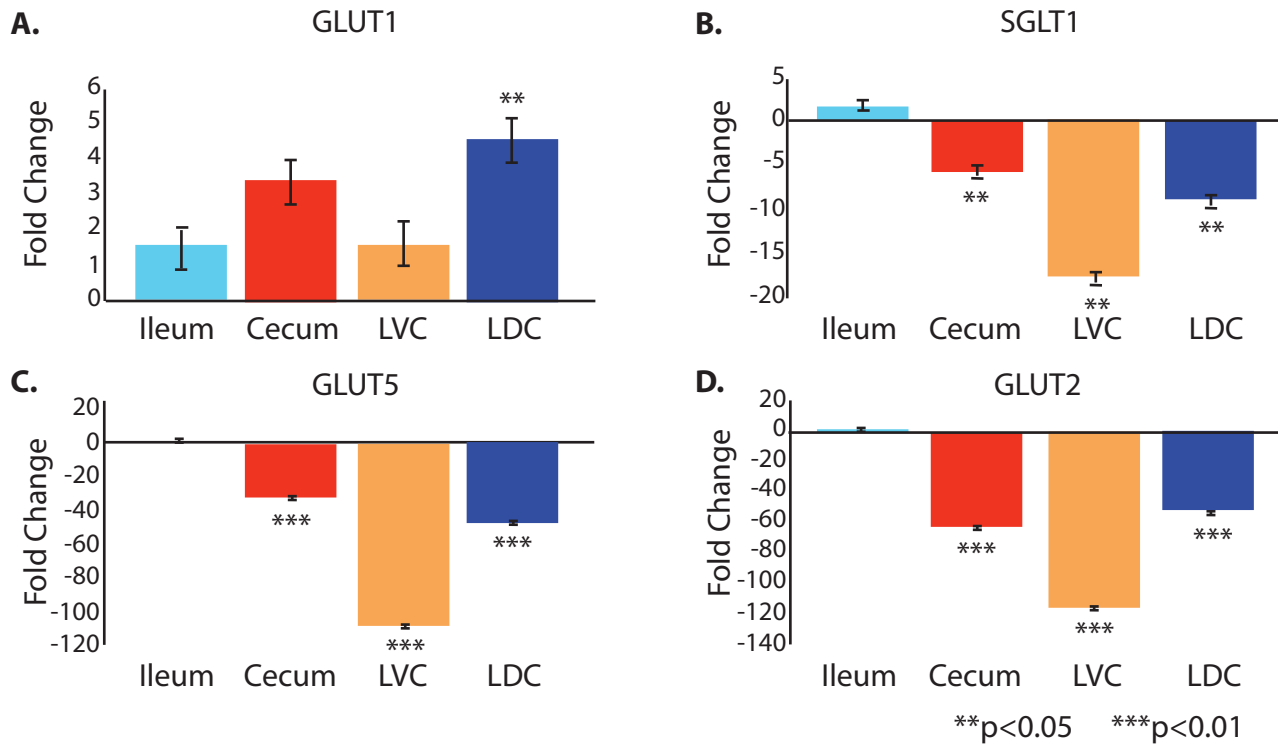 A.
GLUT1
Fold Change
6
5
4
3
2
1
0
**
Ileum Cecum LVC LDC
B.
SGLT1
Fold Change
5
0
-5
-10
-15
-20
**
**
**
Ileum Cecum LVC LDC
C.
GLUT5
Fold Change
20
0
-20
-40
-60
-80
-100
-120
***
***
***
Ileum Cecum LVC LDC
D.
GLUT2
Fold Change
20
0
-20
-40
-60
-80
-100
-120
-140
***
***
***
Ileum Cecum LVC LDC
**p<0.05 ***p<0.01